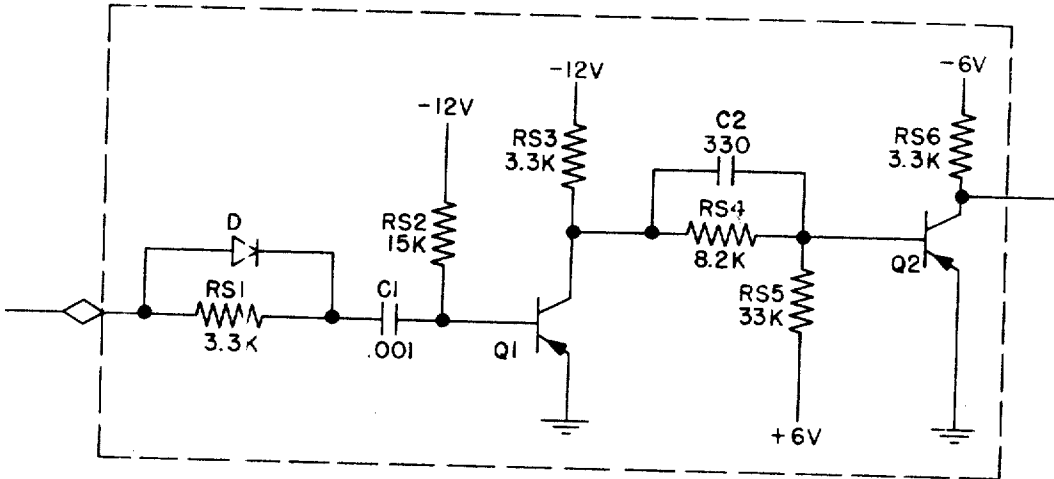 -12V
-12V
-6V
RS3
3.3K
C2
330
RS6
3.3K
D
RS2
15K
RS4
8.2K
Q2
RS1
3.3K
C1
.001
Q1
RS5
33K
+6V